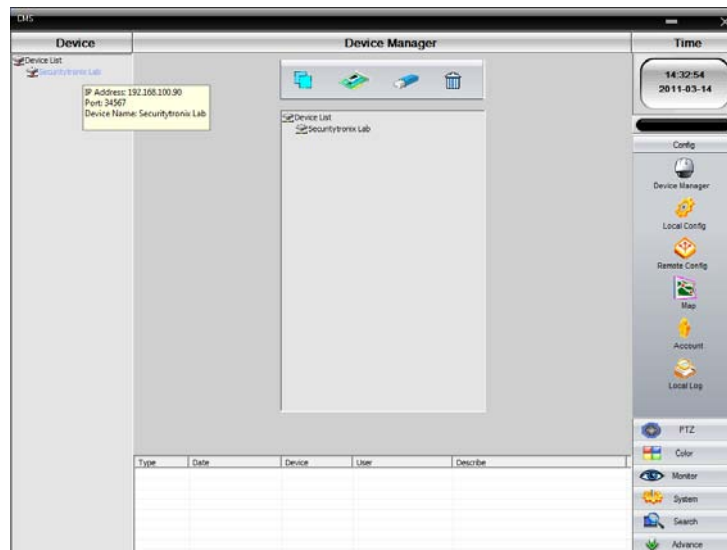 CMS
Device
Device Manager
Time
Device List
Securitytronix Lab
IP Address: 192.168.100.90
Port: 34567
Device Name: Securitytronix Lab
Device List
Securitytronix Lab
14:32:54
2011-03-14
Config
Device Manager
Local Config
Remote Config
Map
Account
Local Log
PTZ
Color
Monitor
System
Search
Advance
Type Date Device User Describe